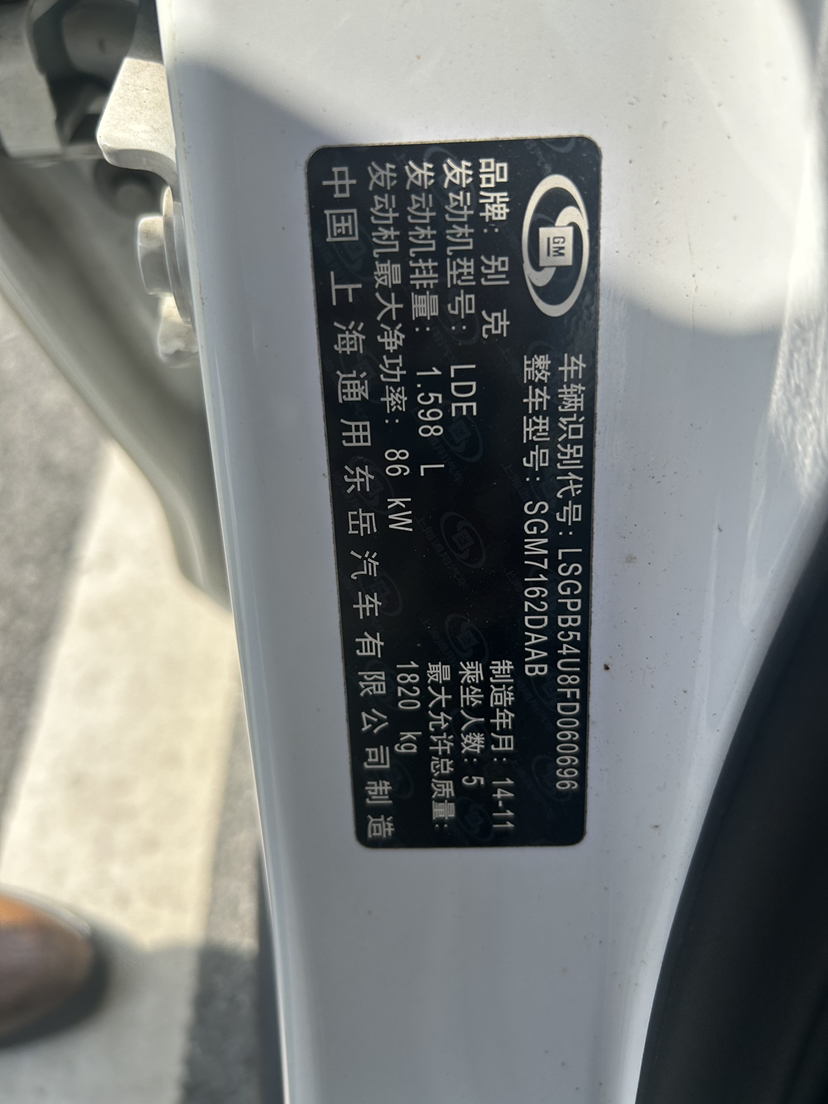 GM
车辆识别代号: LSGPB54U8FD060696
整车型号: SGM7162DAAB
品牌: 别克
制造年月: 14-11
发动机型号: LDE
乘坐人数: 5
发动机排量: 1.598 L
最大允许总质量:
发动机最大净功率: 86 kW
1820 kg
中国 上海通用东岳汽车有限公司制造